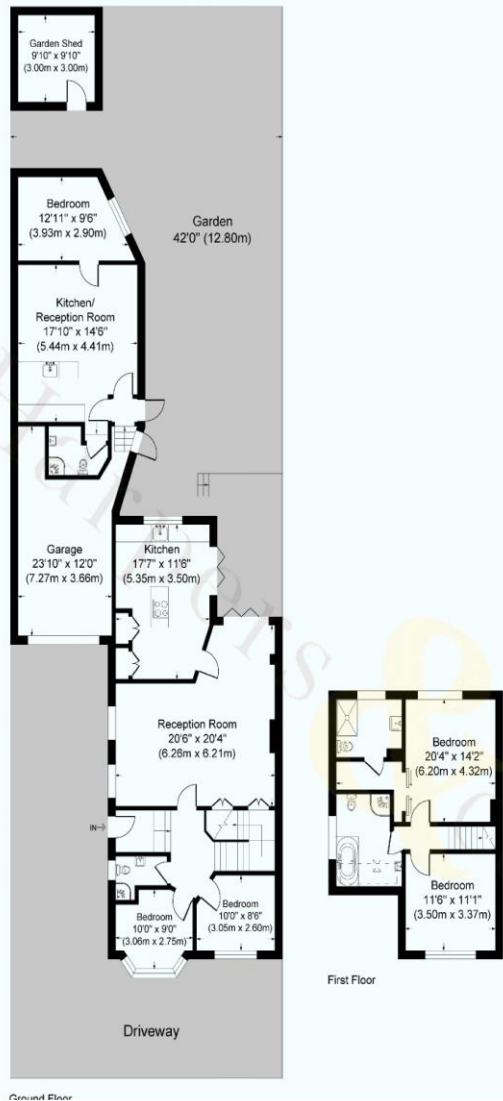 Garden Shed
9'10" x 9'10"
(3.00m x 3.00m)
Bedroom
12'11" x 9'6"
(3.93m x 2.90m)
Garden
42'0" (12.80m)
Kitchen/
Reception Room
17'10" x 14'6"
(5.44m x 4.41m)
Garage
23'10" x 12'0"
(7.27m x 3.66m)
Kitchen
17'7" x 11'6"
(5.35m x 3.50m)
Reception Room
20'6" x 20'4"
(6.26m x 6.21m)
IN
Bedroom
10'0" x 9'0"
(3.06m x 2.75m)
Bedroom
10'0" x 8'6"
(3.05m x 2.60m)
Driveway
Ground Floor
Bedroom
20'4" x 14'2"
(6.20m x 4.32m)
Bedroom
11'6" x 11'1"
(3.50m x 3.37m)
First Floor
Harpers
&